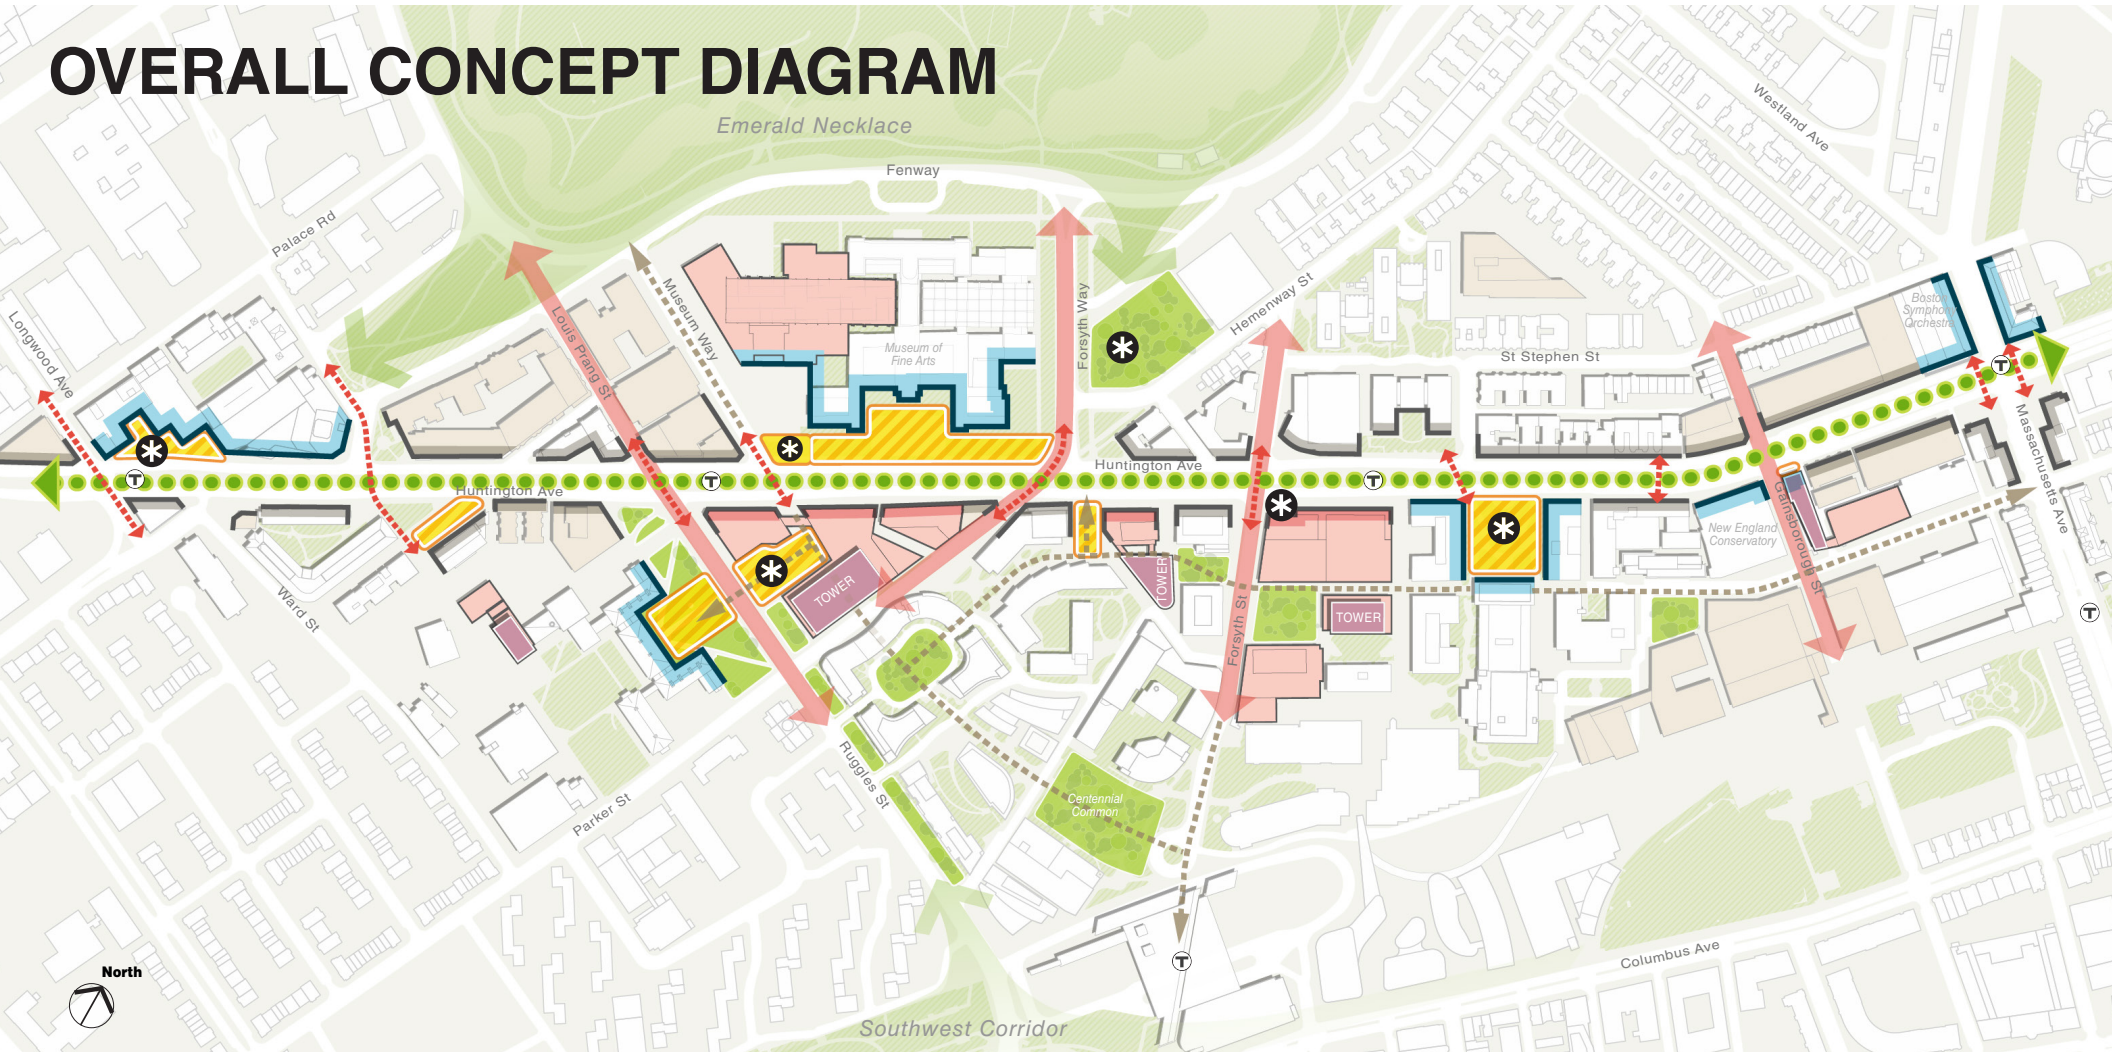 OVERALL CONCEPT DIAGRAM
Emerald Necklace
Fenway
Westland Ave
Palace Rd
Longwood Ave
Louis Prang St
Museum Way
Museum of
Fine Arts
Forsyth Way
Hemenway St
St Stephen St
Boston
Symphony
Orchestra
T
Massachusetts Ave
Huntington Ave
T
T
T
Huntington Ave
Gainsborough St
New England
Conservatory
TOWER
TOWER
TOWER
Forsyth St
Ward St
T
Ruggles St
Parker St
Centennial
Common
Columbus Ave
T
North
Southwest Corridor